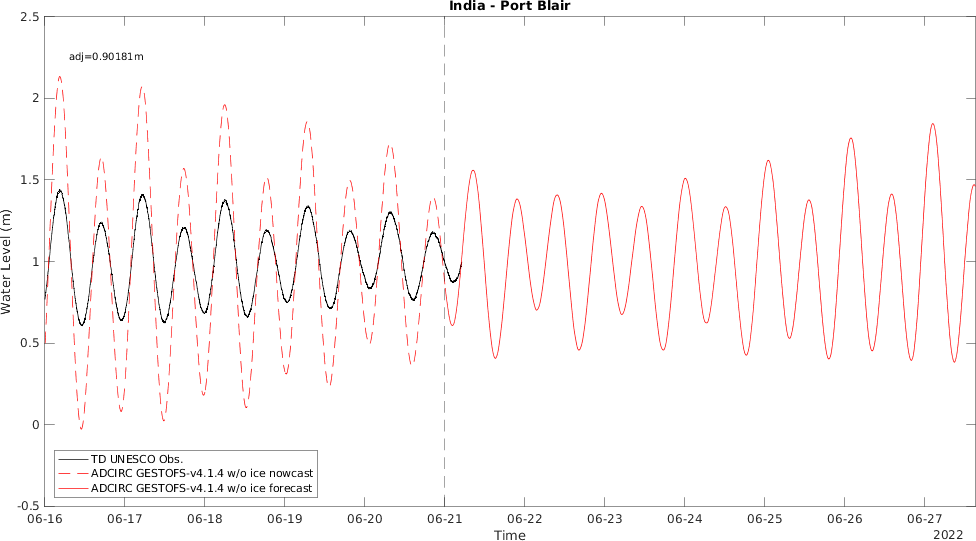 India - Port Blair
2.5
2
1.5
1
0.5
0
-0.5
Water Level (m)
adj=0.90181m
TD UNESCO Obs.
ADCIRC GESTOFS-v4.1.4 w/o ice nowcast
ADCIRC GESTOFS-v4.1.4 w/o ice forecast
06-16 06-17 06-18 06-19 06-20 06-21 06-22 06-23 06-24 06-25 06-26 06-27
Time
2022